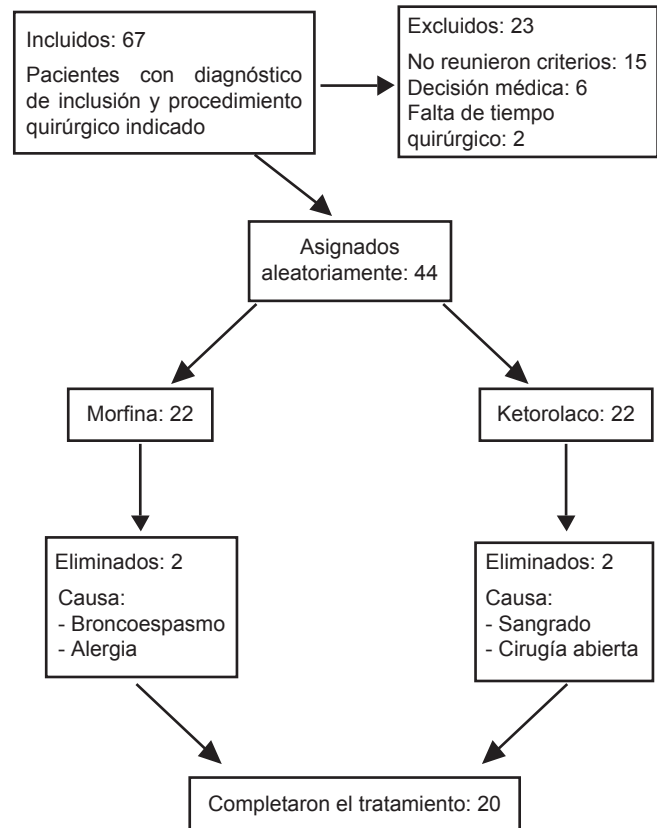 Incluidos: 67
Pacientes con diagnóstico
de inclusión y procedimiento
quirúrgico indicado
Excluidos: 23
No reunieron criterios: 15
Decisión médica: 6
Falta de tiempo
quirúrgico: 2
Asignados
aleatoriamente: 44
Morfina: 22
Ketorolaco: 22
Eliminados: 2
Causa:
- Broncoespasmo
- Alergia
Eliminados: 2
Causa:
- Sangrado
- Cirugía abierta
Completaron el tratamiento: 20